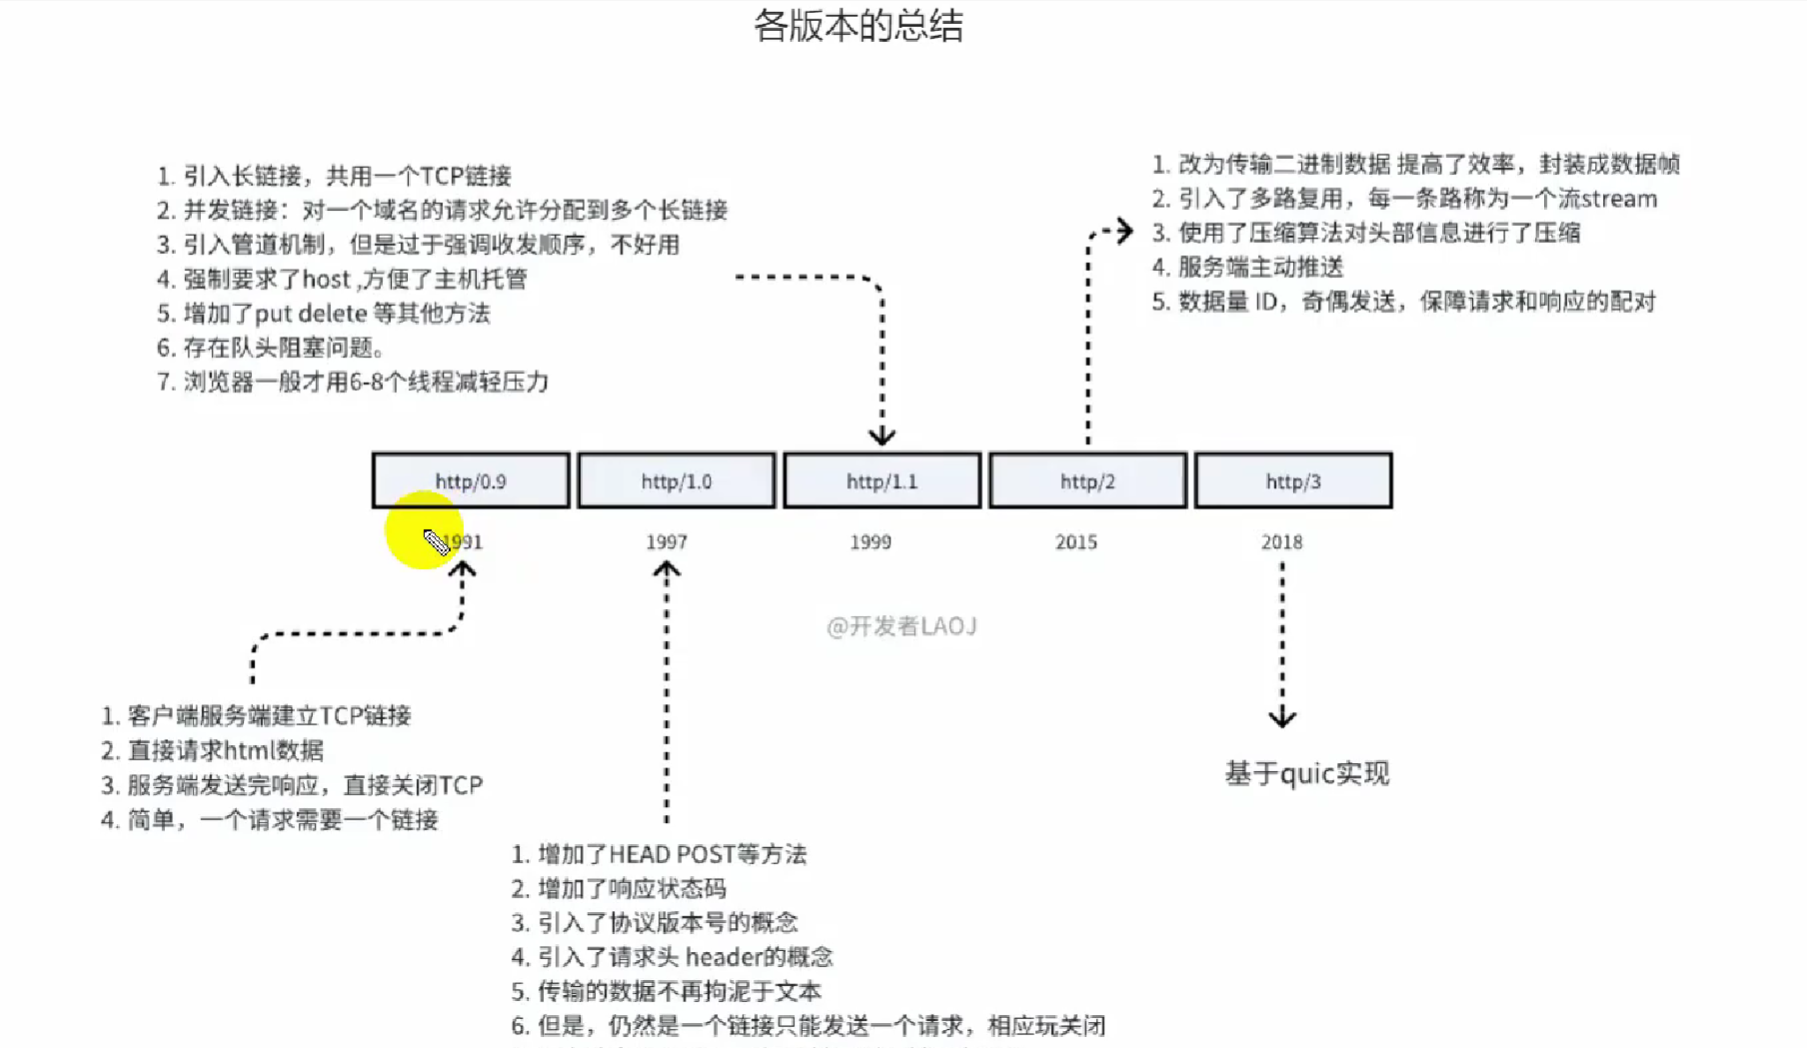 各版本的总结
1. 引入长链接，共用一个TCP链接
2. 并发链接：对一个域名的请求允许分配到多个长链接
3. 引入管道机制，但是过于强调收发顺序，不好用
4. 强制要求了host ,方便了主机托管
5. 增加了put delete 等其他方法
6. 存在队头阻塞问题。
7. 浏览器一般才用6-8个线程减轻压力
1. 改为传输二进制数据 提高了效率，封装成数据帧
2. 引入了多路复用，每一条路称为一个流stream
3. 使用了压缩算法对头部信息进行了压缩
4. 服务端主动推送
5. 数据量 ID，奇偶发送，保障请求和响应的配对
http/0.9
http/1.0
http/1.1
http/2
http/3
1991
1997
1999
2015
2018
@开发者LAOJ
1. 客户端服务端建立TCP链接
2. 直接请求html数据
3. 服务端发送完响应，直接关闭TCP
4. 简单，一个请求需要一个链接
基于quic实现
1. 增加了HEAD POST等方法
2. 增加了响应状态码
3. 引入了协议版本号的概念
4. 引入了请求头 header的概念
5. 传输的数据不再拘泥于文本
6. 但是，仍然是一个链接只能发送一个请求，相应玩关闭